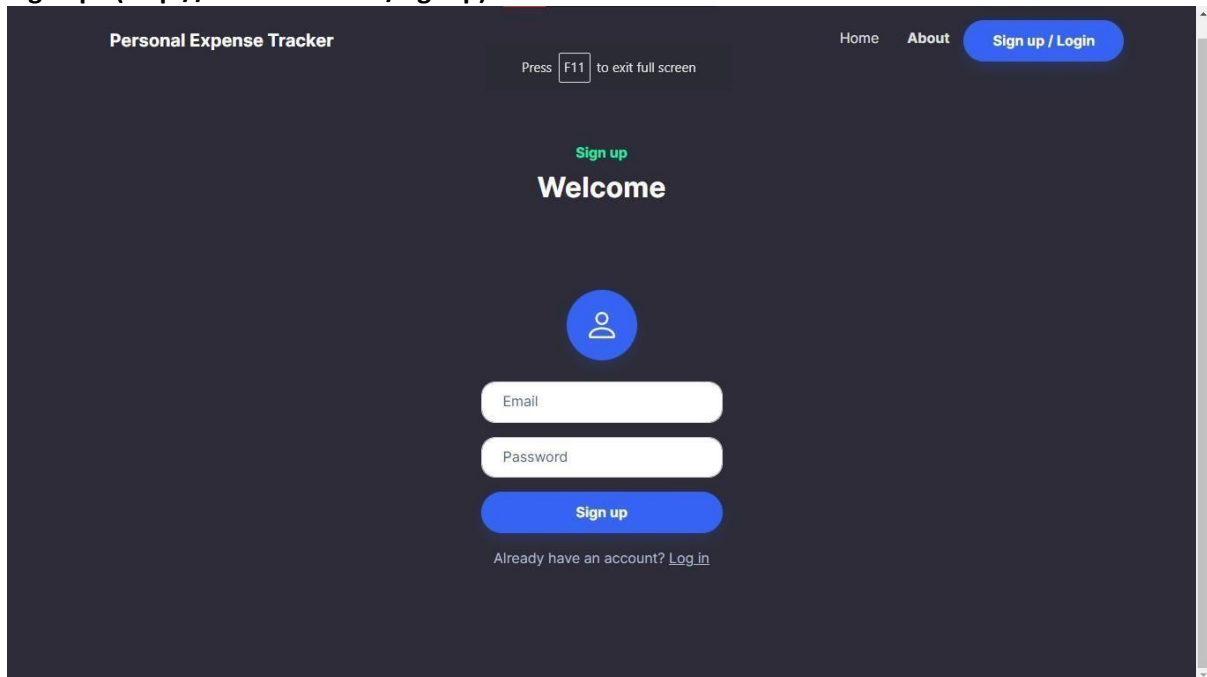 Personal Expense Tracker
Home About Sign up / Login
Press F11 to exit full screen
Sign up
Welcome
Email
Password
Sign up
Already have an account? Log in